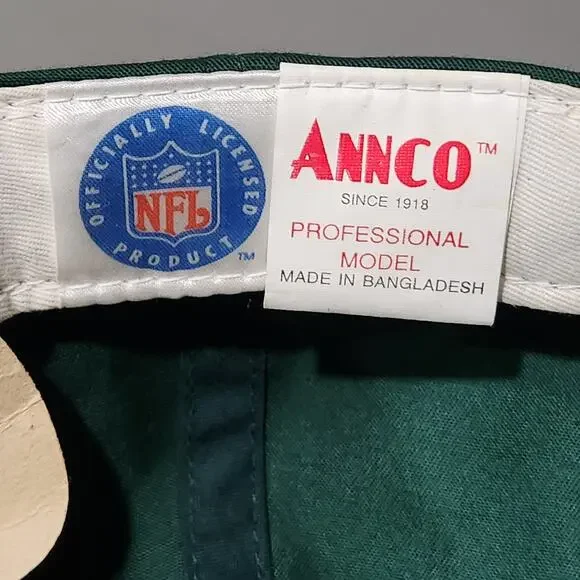 OFFICIALLY LICENSED
NFL
PRODUCT
TM
ANNCO TM
SINCE 1918
PROFESSIONAL
MODEL
MADE IN BANGLADESH